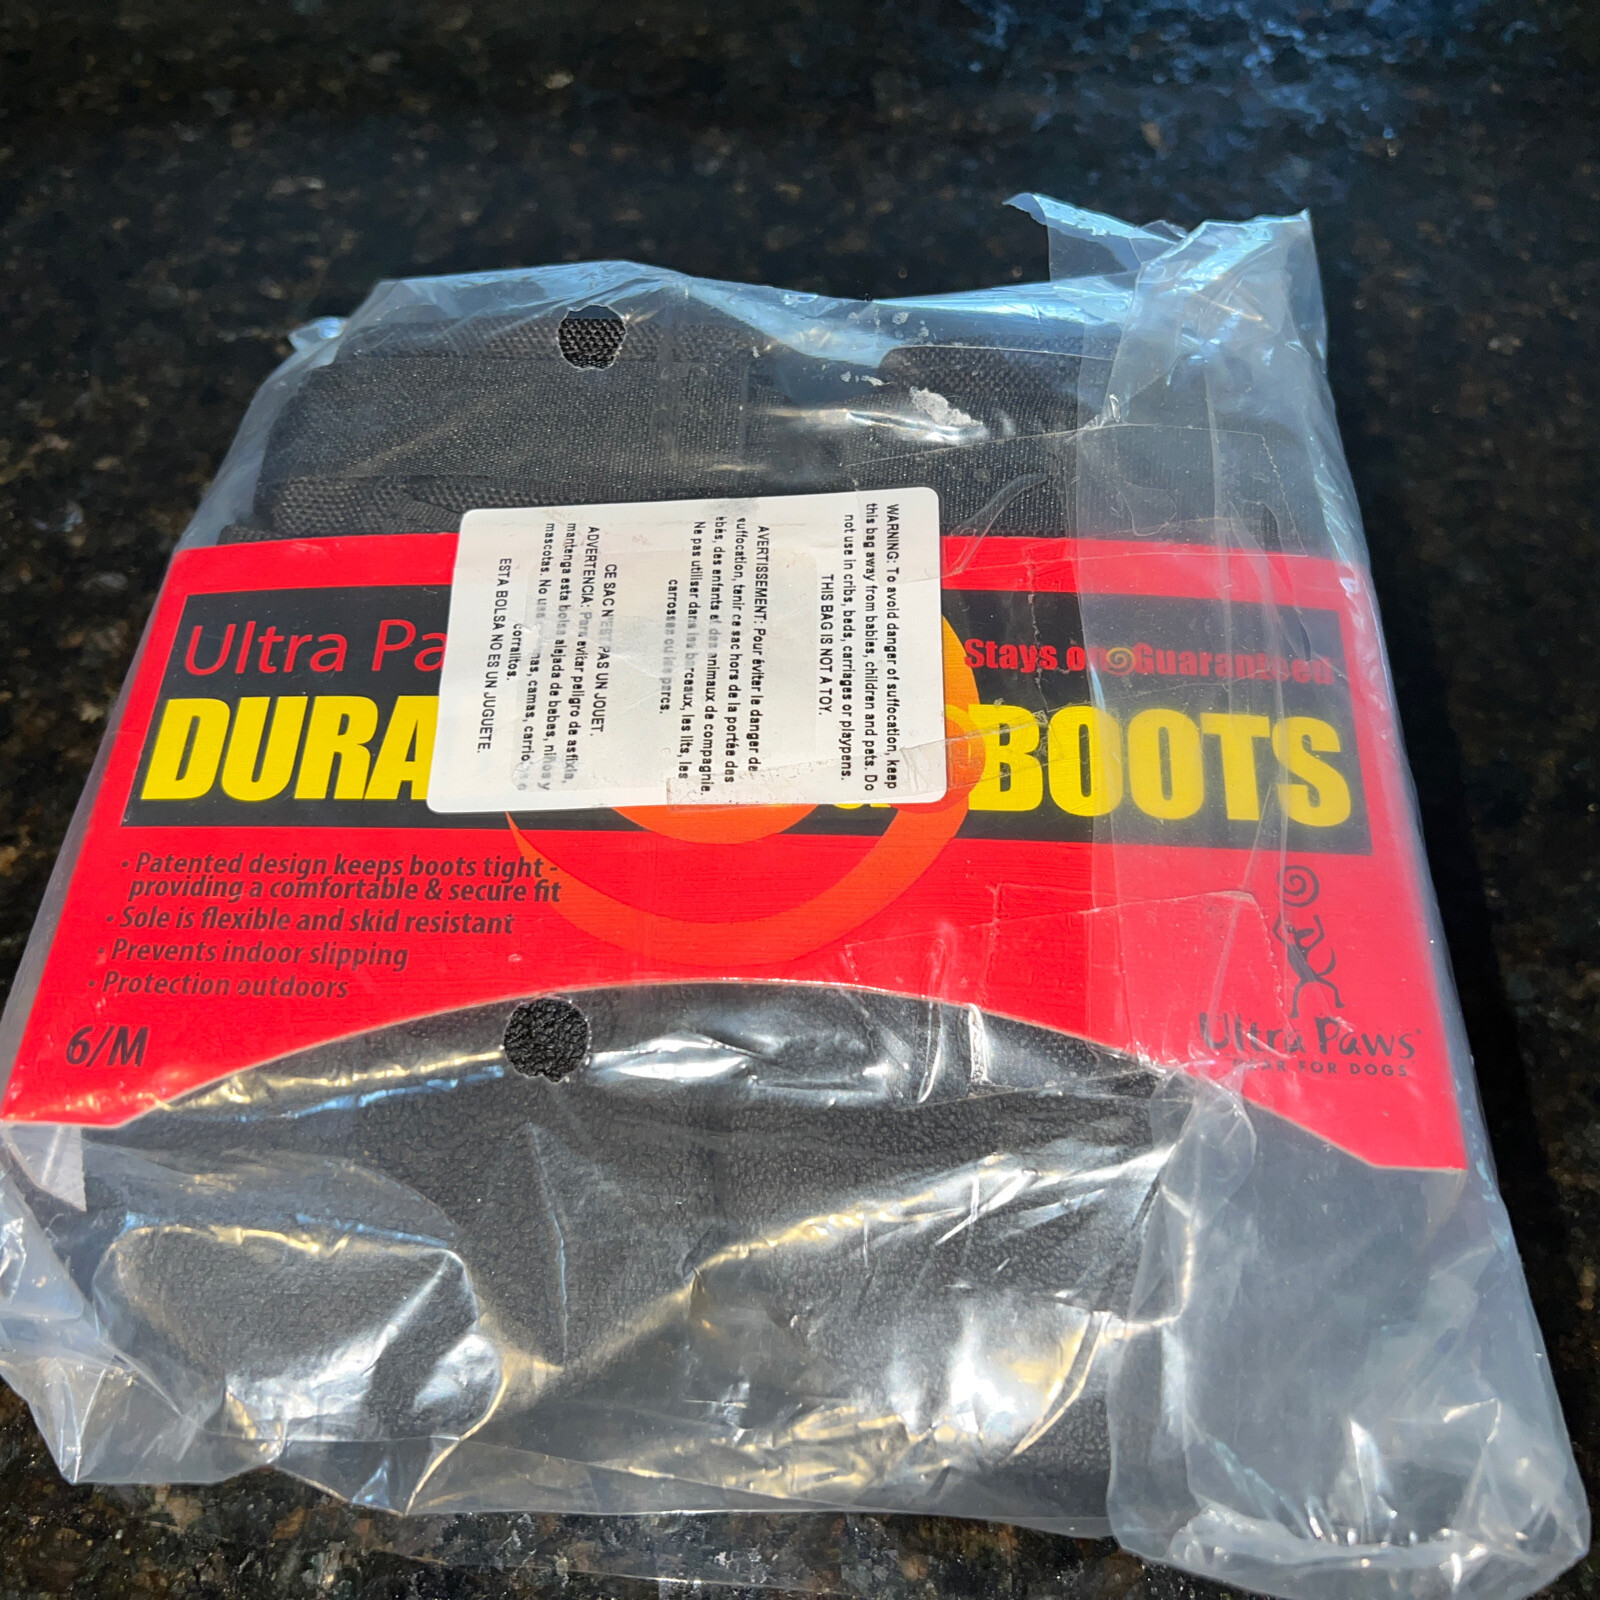 Ultra Pa
Stays on Guaranteed
DURA
BOOTS
WARNING: To avoid danger of suffocation, keep
this bag away from babies, children and pets. Do
not use in cribs, beds, carriages or playpens.
THIS BAG IS NOT A TOY.
AVERTISSEMENT: Pour éviter le danger de
suffocation, tenir ce sac hors de la portée des
ébés, des enfants et des animaux de compagnie.
Ne pas utiliser dans les berceaux, les lits, les
carrosses ou les parcs.
CE SAC N'EST PAS UN JOUET.
ADVERTENCIA: Para evitar peligro de asfixia,
mantenga esta bolsa alejada de bebes, niños y
mascotas. No use camas,
corralitos.
ESTA BOLSA NO ES UN JUGUETE.
• Patented design keeps boots tight -
providing a comfortable & secure fit
• Sole is flexible and skid resistant
• Prevents indoor slipping
• Protection outdoors
6/M
Ultra Paws®
GEAR FOR DOGS